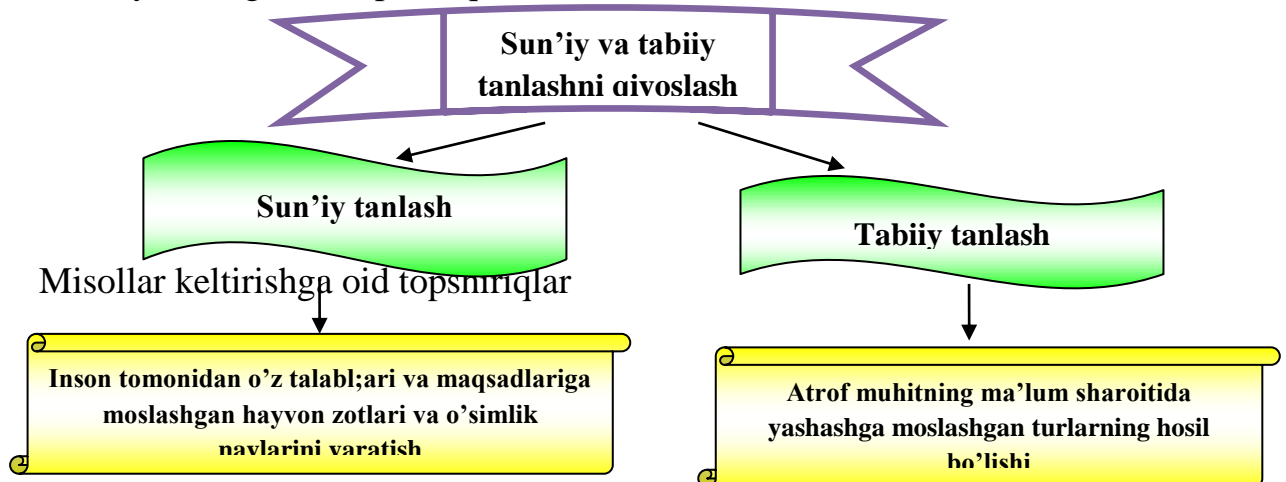 Sun’iy va tabiiy
tanlashni qiyoslash
Sun’iy tanlash
Tabiiy tanlash
Misollar keltirishga oid topshiriqlar
Inson tomonidan o’z talabl;ari va maqsadlariga
moslashgan hayvon zotlari va o’simlik
navlarini yaratish
Atrof muhitning ma’lum sharoitida
yashashga moslashgan turlarning hosil
bo’lishi